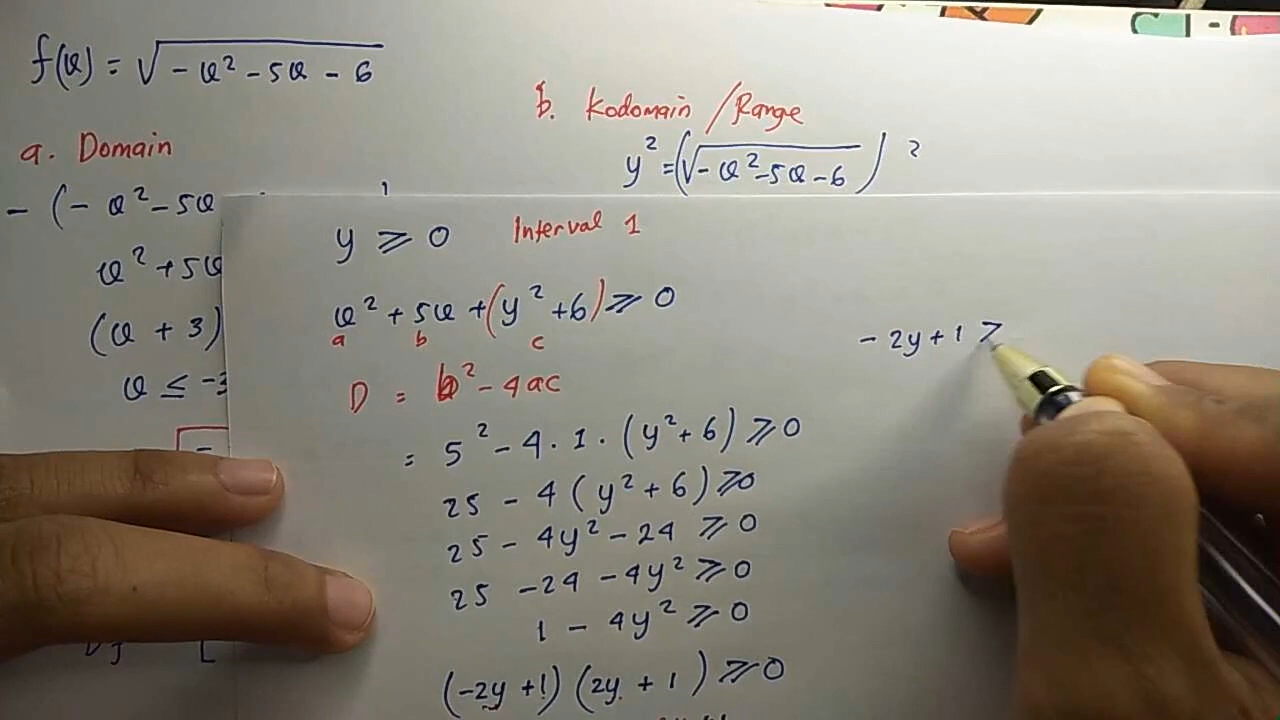 f(x) = √-x² - 5x - 6
a. Domain
- (- x² - 5x
x² + 5x
(x + 3)
x ≤ -3
b. Kodomain / Range
y² = (√-x² - 5x - 6)²
y ≥ 0 Interval 1
x² + 5x + (y² + 6) ≥ 0
a b c
D = b² - 4ac
= 5² - 4 . 1 . (y² + 6) ≥ 0
25 - 4 (y² + 6) ≥ 0
25 - 4y² - 24 ≥ 0
25 - 24 - 4y² ≥ 0
1 - 4y² ≥ 0
(-2y + 1) (2y + 1) ≥ 0
- 2y + 1 ≥